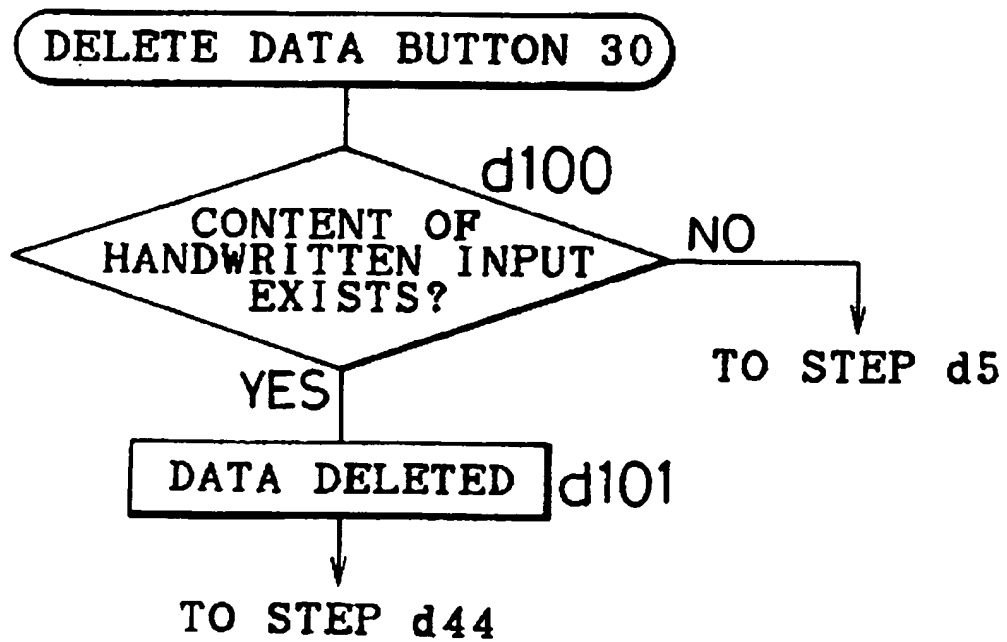 DELETE DATA BUTTON 30
d100
CONTENT OF
HANDWRITTEN INPUT
EXISTS?
NO
TO STEP d5
YES
DATA DELETED
d101
TO STEP d44